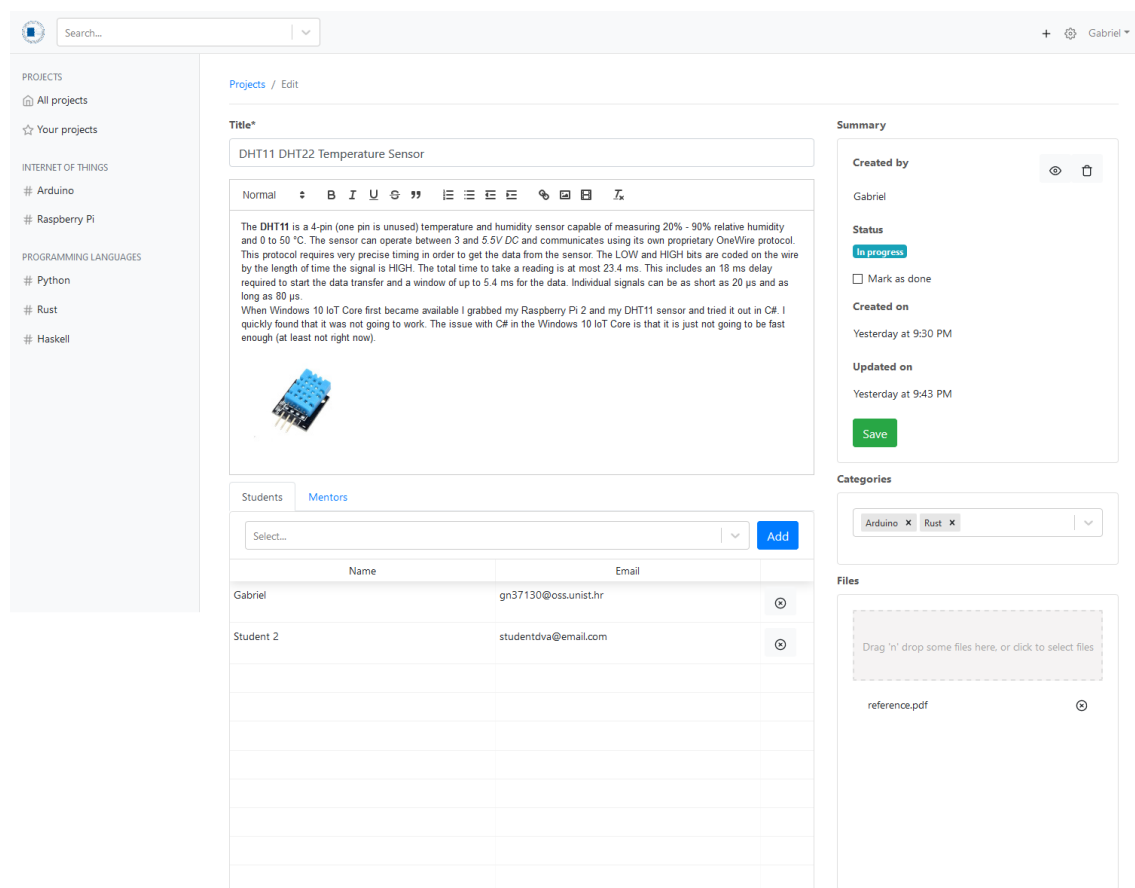 Search...
+ Gabriel
PROJECTS
All projects
Your projects
INTERNET OF THINGS
# Arduino
# Raspberry Pi
PROGRAMMING LANGUAGES
# Python
# Rust
# Haskell
Projects / Edit
Title*
DHT11 DHT22 Temperature Sensor
Normal B I U S
The DHT11 is a 4-pin (one pin is unused) temperature and humidity sensor capable of measuring 20% - 90% relative humidity
and 0 to 50 °C. The sensor can operate between 3 and 5.5V DC and communicates using its own proprietary OneWire protocol.
This protocol requires very precise timing in order to get the data from the sensor. The LOW and HIGH bits are coded on the wire
by the length of time the signal is HIGH. The total time to take a reading is at most 23.4 ms. This includes an 18 ms delay
required to start the data transfer and a window of up to 5.4 ms for the data. Individual signals can be as short as 20 μs and as
long as 80 μs.
When Windows 10 IoT Core first became available I grabbed my Raspberry Pi 2 and my DHT11 sensor and tried it out in C#. I
quickly found that it was not going to work. The issue with C# in the Windows 10 IoT Core is that it is just not going to be fast
enough (at least not right now).
Students Mentors
Select...
Add
Name Email
Gabriel gn37130@oss.unist.hr
Student 2 studentdva@email.com
Summary
Created by
Gabriel
Status
In progress
Mark as done
Created on
Yesterday at 9:30 PM
Updated on
Yesterday at 9:43 PM
Save
Categories
Arduino × Rust ×
Files
Drag 'n' drop some files here, or click to select files
reference.pdf